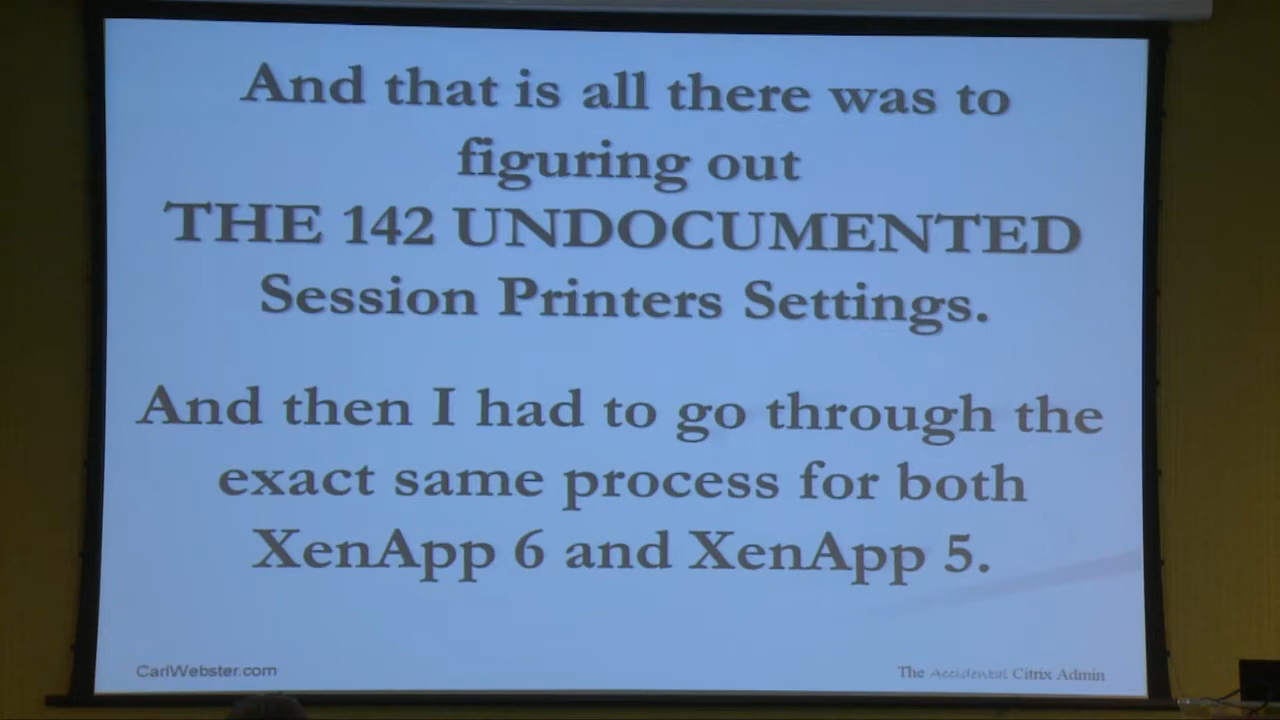 And that is all there was to
figuring out
THE 142 UNDOCUMENTED
Session Printers Settings.
And then I had to go through the
exact same process for both
XenApp 6 and XenApp 5.
CarlWebster.com
The Accidental Citrix Admin